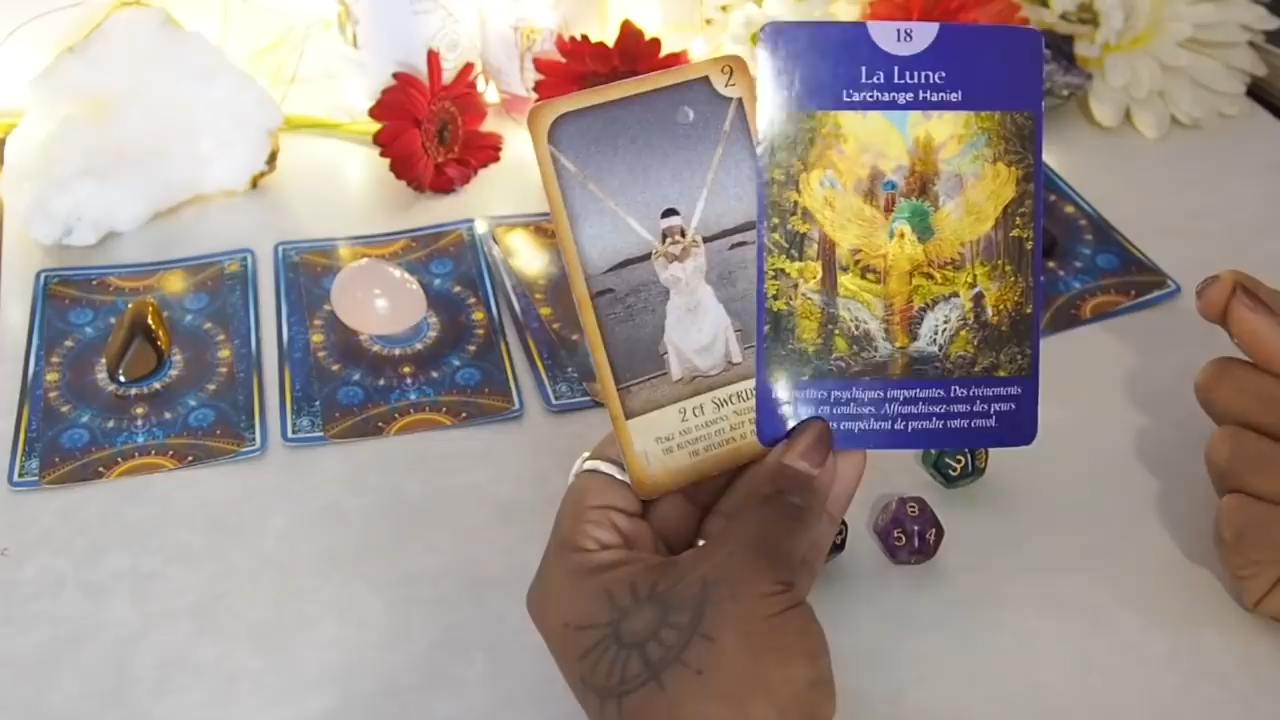 2
2 OF SWORDS
PEACE AND HARMONY. NEED
THE BLINDFOLD OFF. KEEP
THE SITUATION AT
18
La Lune
L'archange Haniel
psychiques importantes. Des événements
en coulisses. Affranchissez-vous des peurs
empêchent de prendre votre envol.
3
8
5 4